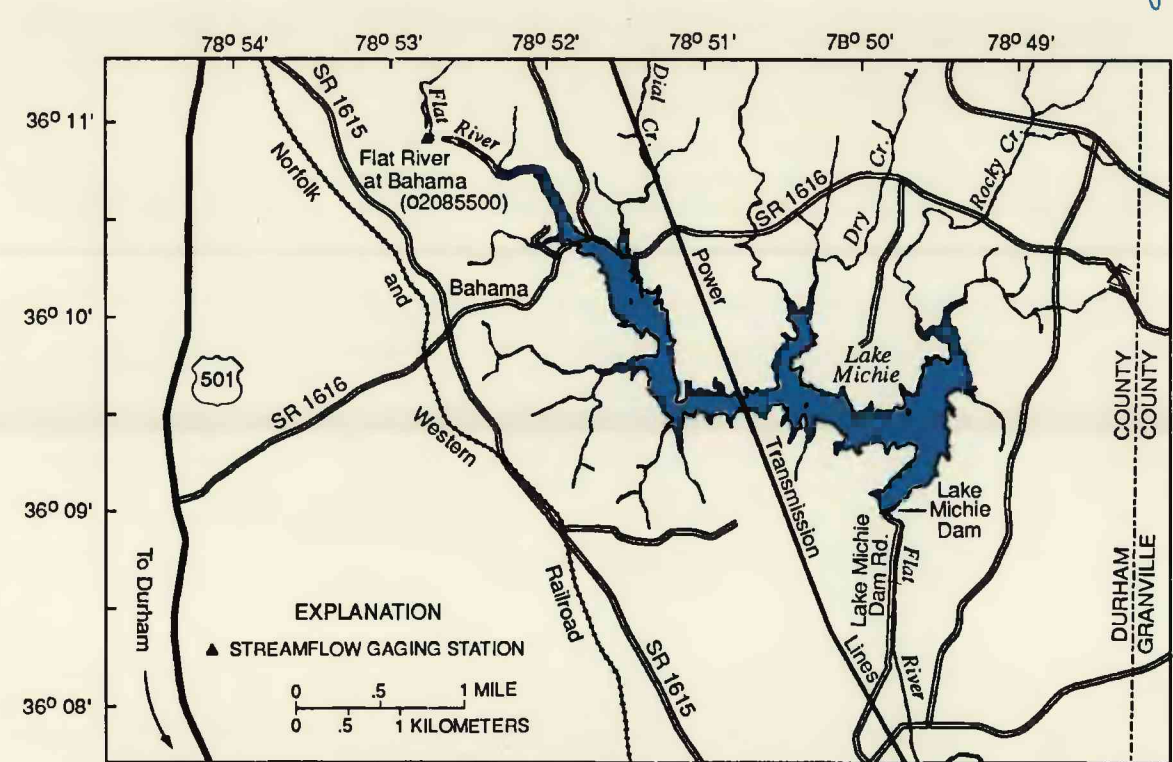 78° 54'
78° 53'
78° 52'
78° 51'
7B° 50'
78° 49'
36° 11'
36° 10'
36° 09'
36° 08'
SR 1615
Flat
River
Dial Cr.
Flat River
at Bahama
(02085500)
Norfolk
and
Western
Railroad
Bahama
SR 1616
Power
Transmission
Lines
SR 1616
Dry
Cr.
Rocky Cr.
Lake
Michie
501
COUNTY
COUNTY
Lake
Michie
Dam
Lake Michie
Dam Rd.
Flat
River
DURHAM
GRANVILLE
To Durham
SR 1615
EXPLANATION
▲ STREAMFLOW GAGING STATION
0 .5 1 MILE
0 .5 1 KILOMETERS